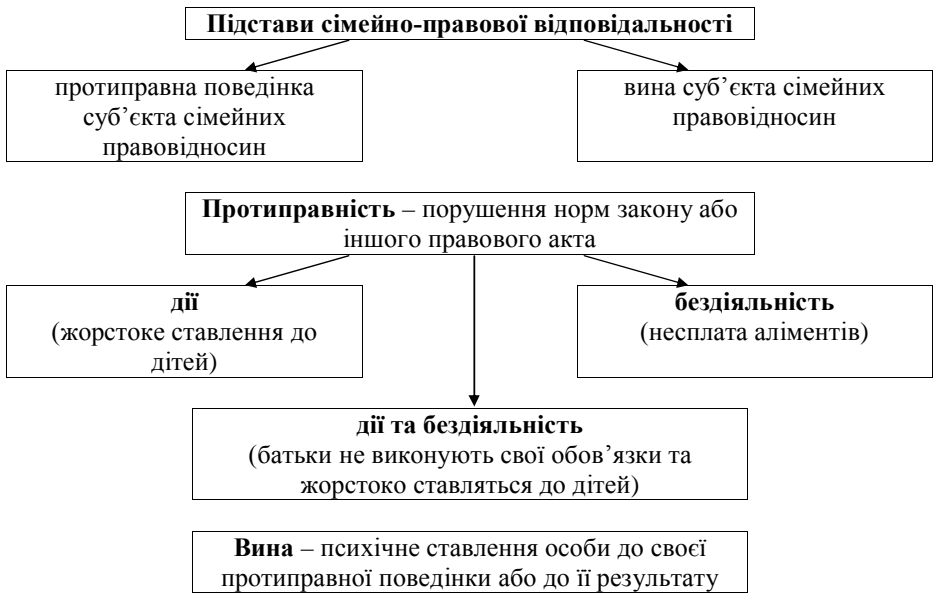 Підстави сімейно-правової відповідальності
протиправна поведінка
суб’єкта сімейних
правовідносин
вина суб’єкта сімейних
правовідносин
Протиправність – порушення норм закону або
іншого правового акта
дії
(жорстоке ставлення до
дітей)
бездіяльність
(несплата аліментів)
дії та бездіяльність
(батьки не виконують свої обов’язки та
жорстоко ставляться до дітей)
Вина – психічне ставлення особи до своєї
протиправної поведінки або до її результату